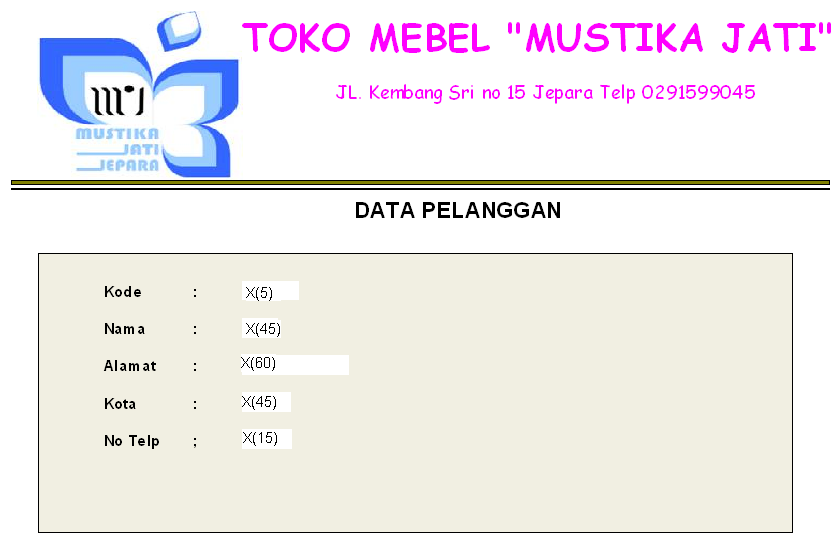 TOKO MEBEL "MUSTIKA JATI"
JL. Kembang Sri no 15 Jepara Telp 0291599045
mj
MUSTIKA
JATI
JEPARA
DATA PELANGGAN
Kode : X(5)
Nama : X(45)
Alamat : X(60)
Kota : X(45)
No Telp ; X(15)